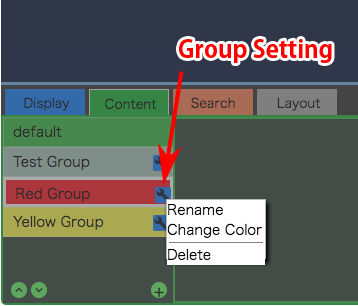 Group Setting
Display Content Search Layout
default
Test Group
Red Group
Yellow Group
Rename
Change Color
Delete